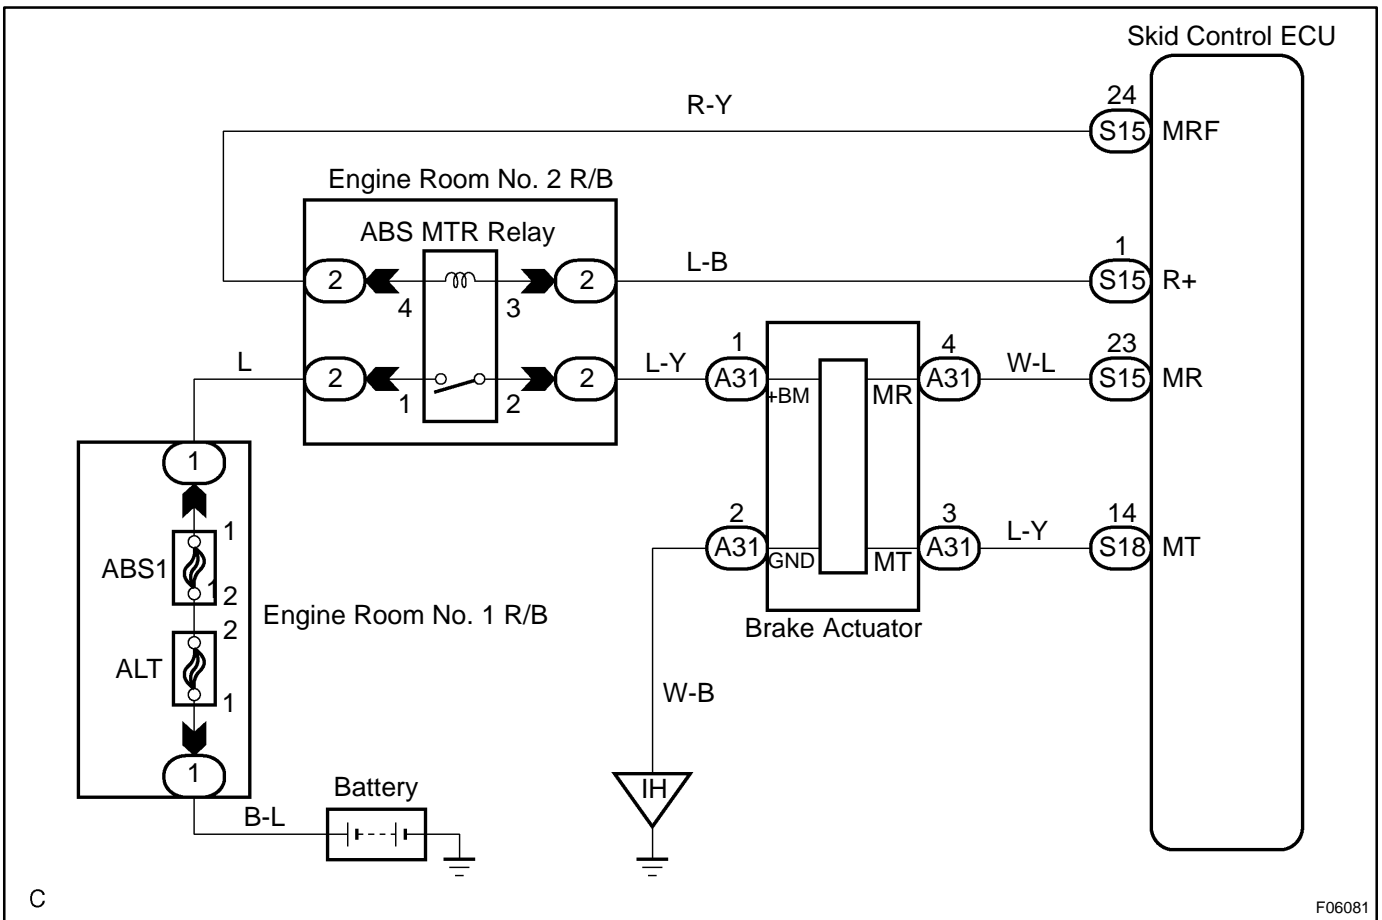 Skid Control ECU
24
R-Y
S15 MRF
Engine Room No. 2 R/B
ABS MTR Relay
1
2
2
L-B
S15 R+
4
3
1
4
23
L
2
2
L-Y
A31
A31
W-L
S15 MR
1
2
+BM
MR
1
1
2
3
14
ABS1
1
2
A31
A31
L-Y
S18 MT
GND
MT
Engine Room No. 1 R/B
2
Brake Actuator
ALT
1
W-B
1
Battery
IH
B-L
C
F06081